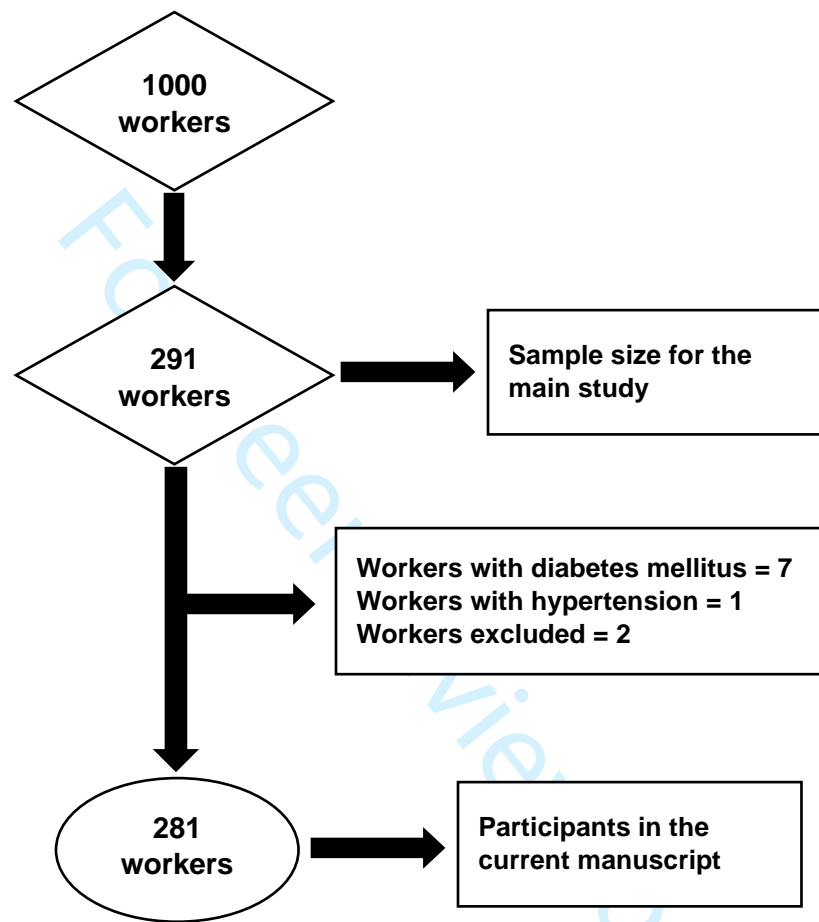 1000
workers
291
workers
Sample size for the
main study
Workers with diabetes mellitus = 7
Workers with hypertension = 1
Workers excluded = 2
281
workers
Participants in the
current manuscript